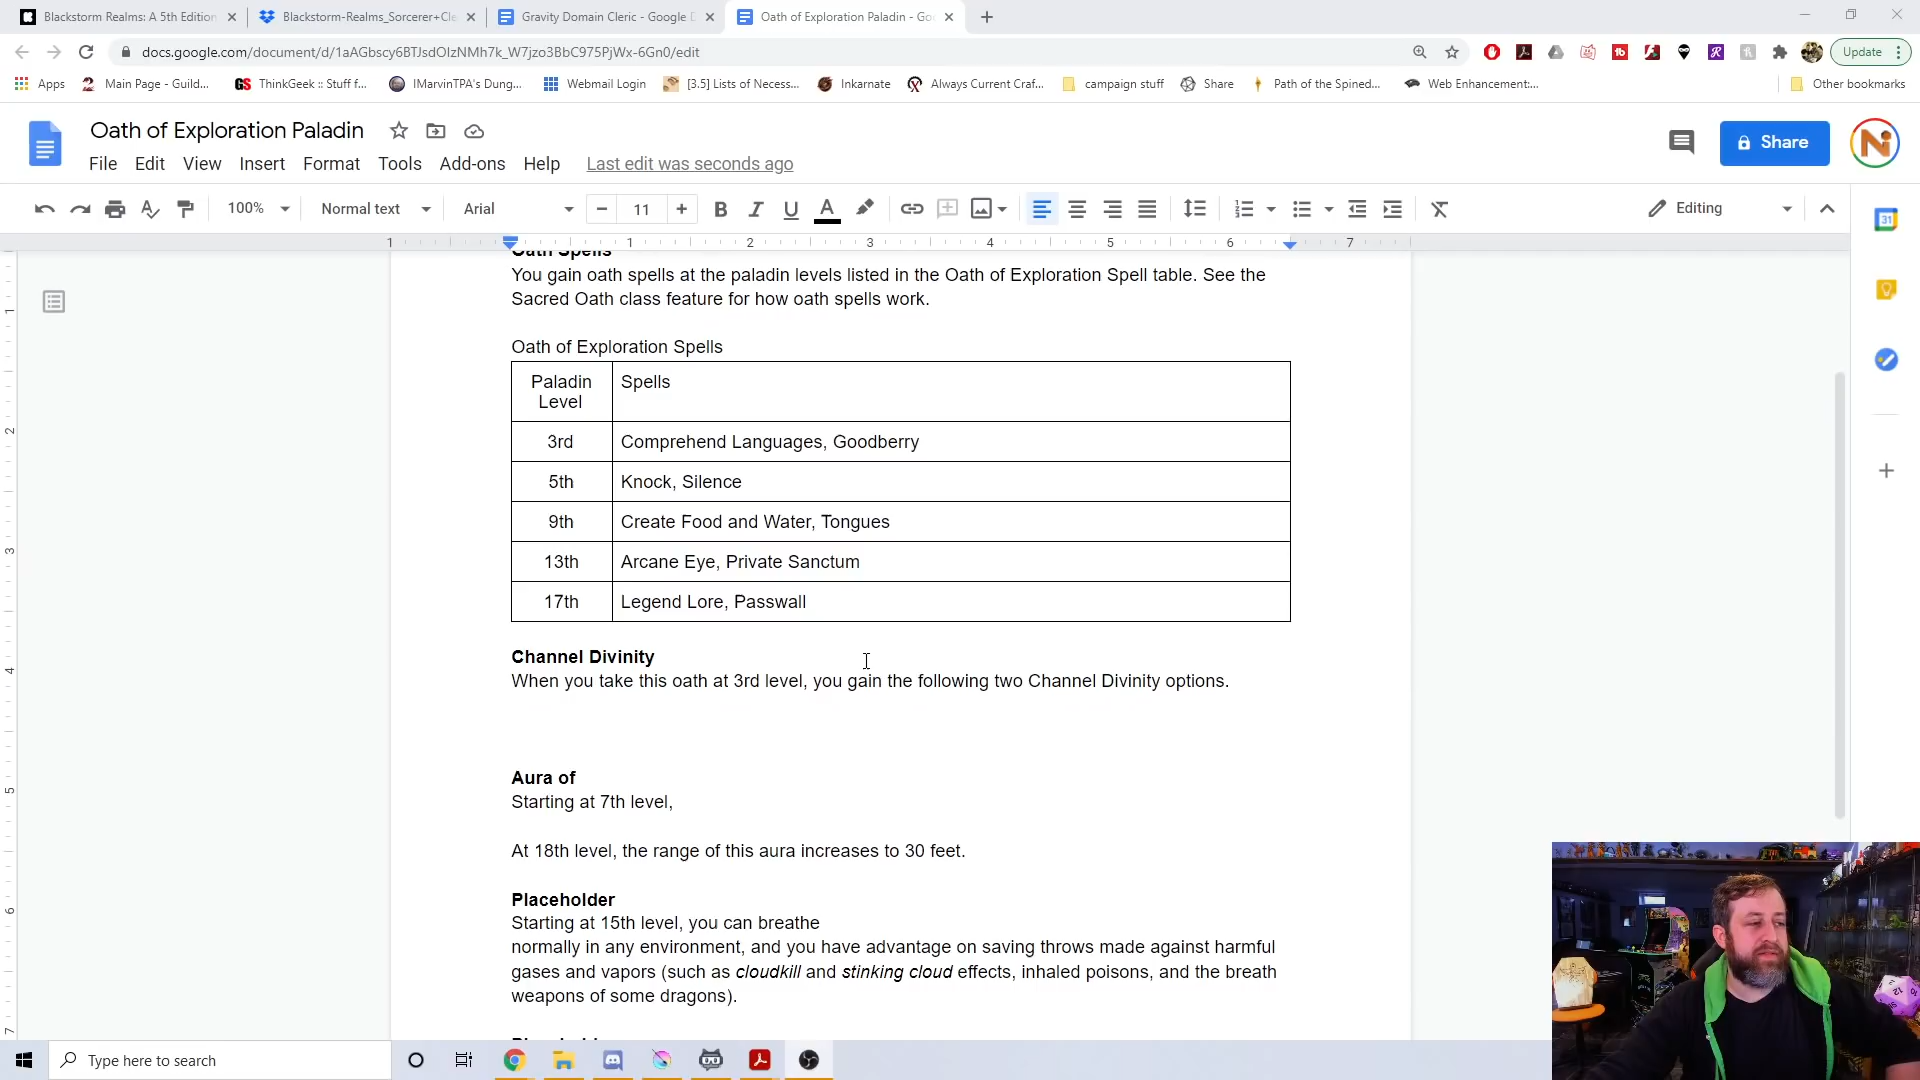 Blackstorm Realms: A 5th Edition
Blackstorm-Realms_Sorcerer+Cle
Gravity Domain Cleric - Google D
Oath of Exploration Paladin - Goo
docs.google.com/document/d/1aAGbscy6BTJsdOIzNMh7k_W7jzo3BbC975PjWx-6Gn0/edit
Update
Apps
Main Page - Guild...
ThinkGeek :: Stuff f...
IMarvinTPA's Dung...
Webmail Login
[3.5] Lists of Necess...
Inkarnate
Always Current Craf...
campaign stuff
Share
Path of the Spined...
Web Enhancement:...
Other bookmarks
Oath of Exploration Paladin
File Edit View Insert Format Tools Add-ons Help Last edit was seconds ago
Share
100% Normal text Arial 11 Editing
1 1 2 3 4 5 6 7
Oath Spells
You gain oath spells at the paladin levels listed in the Oath of Exploration Spell table. See the
Sacred Oath class feature for how oath spells work.
Oath of Exploration Spells
Paladin Level Spells
3rd Comprehend Languages, Goodberry
5th Knock, Silence
9th Create Food and Water, Tongues
13th Arcane Eye, Private Sanctum
17th Legend Lore, Passwall
Channel Divinity
When you take this oath at 3rd level, you gain the following two Channel Divinity options.
Aura of
Starting at 7th level,
At 18th level, the range of this aura increases to 30 feet.
Placeholder
Starting at 15th level, you can breathe
normally in any environment, and you have advantage on saving throws made against harmful
gases and vapors (such as cloudkill and stinking cloud effects, inhaled poisons, and the breath
weapons of some dragons).
Type here to search